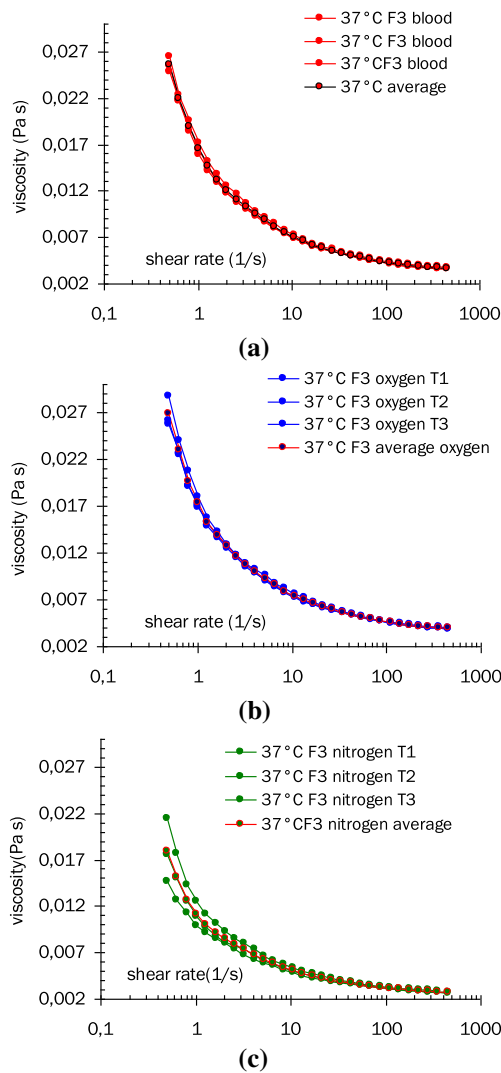 37°C F3 blood
37°C F3 blood
37°CF3 blood
37°C average
0,027
0,022
0,017
0,012
0,007
0,002
viscosity (Pa s)
shear rate (1/s)
0,1 1 10 100 1000
(a)
37°C F3 oxygen T1
37°C F3 oxygen T2
37°C F3 oxygen T3
37°C F3 average oxygen
0,027
0,022
0,017
0,012
0,007
0,002
viscosity (Pa s)
shear rate (1/s)
0,1 1 10 100 1000
(b)
37°C F3 nitrogen T1
37°C F3 nitrogen T2
37°C F3 nitrogen T3
37°CF3 nitrogen average
0,027
0,022
0,017
0,012
0,007
0,002
viscosity(Pa s)
shear rate(1/s)
0,1 1 10 100 1000
(c)